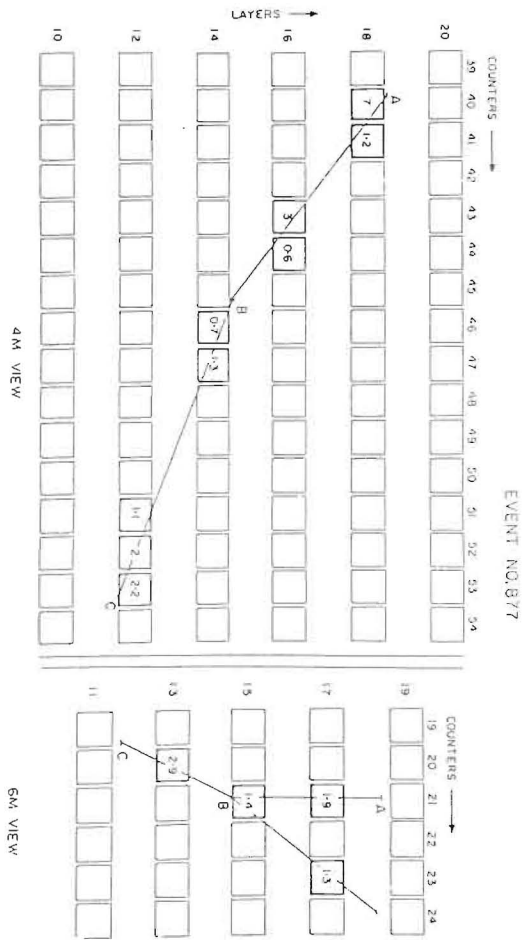 EVENT NO.877
COUNTERS →
39 40 41 42 43 44 45 46 47 48 49 50 51 52 53 54
LAYERS →
20
A
18 7 1·2
16 3 0·6
B
14 0·7 1·3
12 1·1 2 2·2
C
10
4M VIEW
COUNTERS →
19 20 21 22 23 24
19
A
17 1·9 1·3
15 1·4
B
13 2·9
C
11
6M VIEW